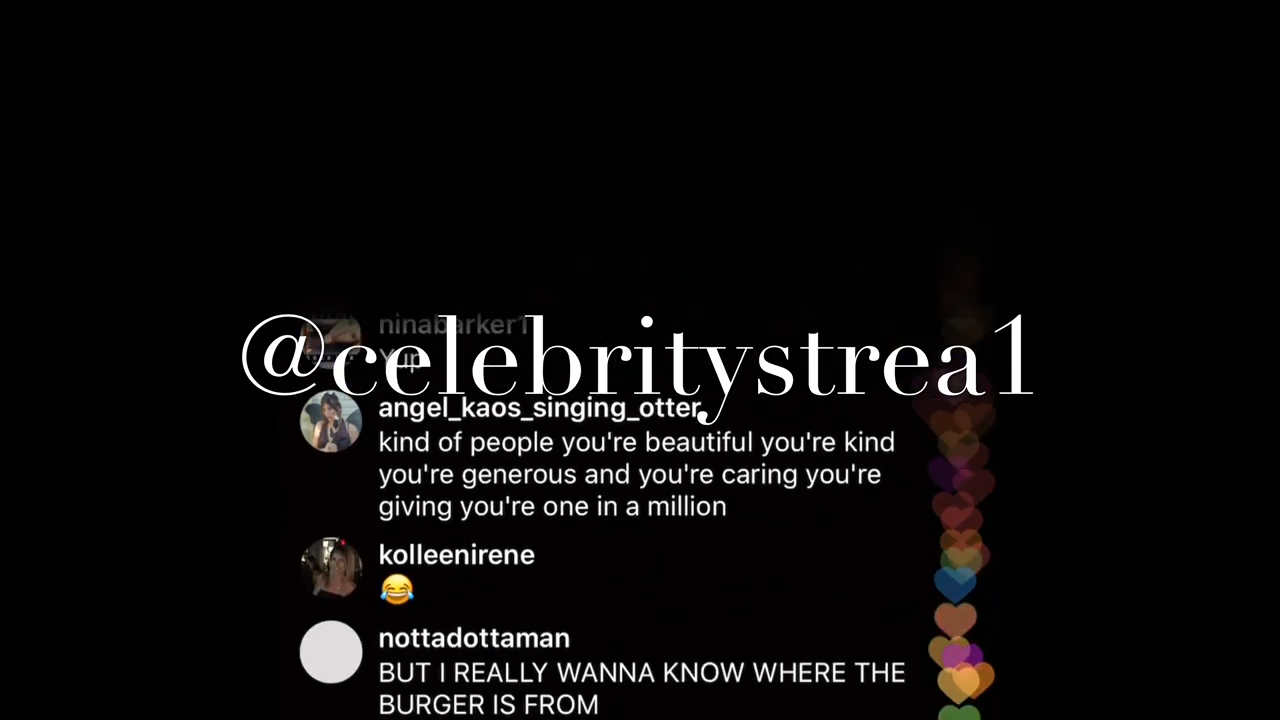 ninabarker1
Yup
@celebritystrea1
angel_kaos_singing_otter
kind of people you're beautiful you're kind
you're generous and you're caring you're
giving you're one in a million
kolleenirene
😂
nottadottaman
BUT I REALLY WANNA KNOW WHERE THE
BURGER IS FROM